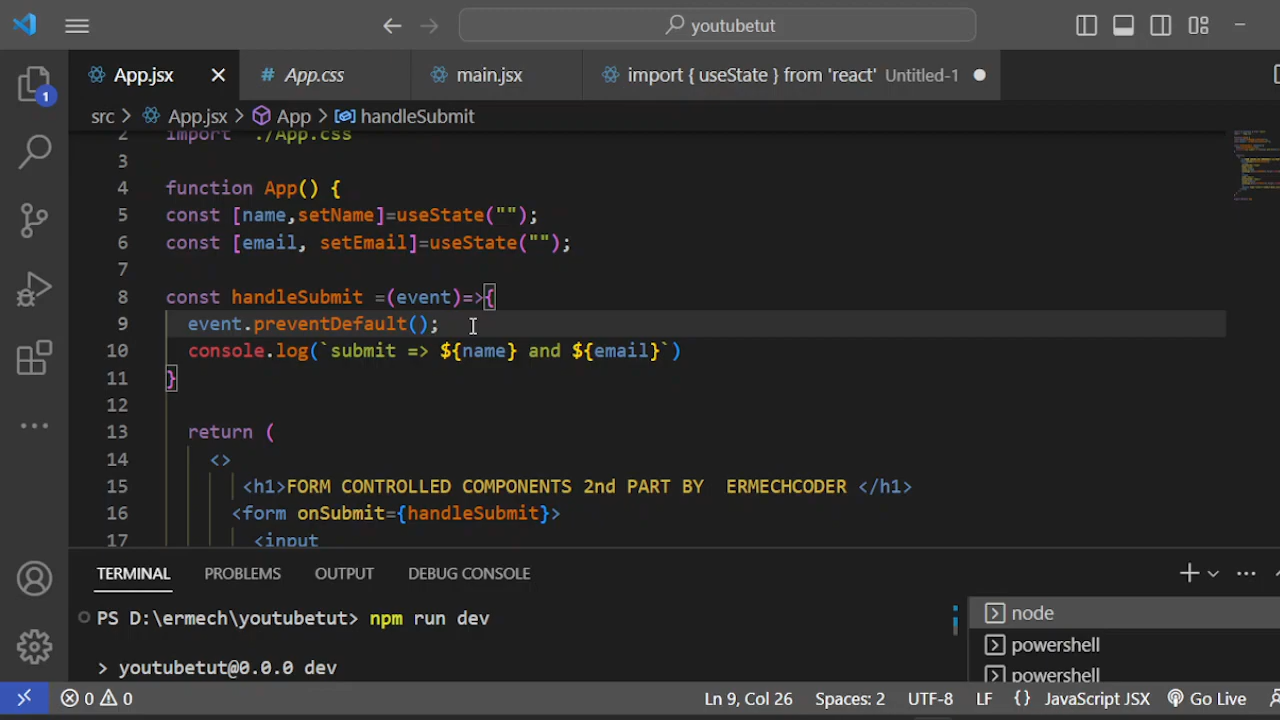 youtubetut
App.jsx
# App.css
main.jsx
import { useState } from 'react' Untitled-1
1
src > App.jsx > App > handleSubmit
2 import './App.css'
3
4 function App() {
5 const [name,setName]=useState("");
6 const [email, setEmail]=useState("");
7
8 const handleSubmit =(event)=>{
9 event.preventDefault();
10 console.log(`submit => ${name} and ${email}`)
11 }
12
13 return (
14 <>
15 <h1>FORM CONTROLLED COMPONENTS 2nd PART BY  ERMECHCODER </h1>
16 <form onSubmit={handleSubmit}>
17 <input
TERMINAL PROBLEMS OUTPUT DEBUG CONSOLE
PS D:\ermech\youtubetut> npm run dev
> youtubetut@0.0.0 dev
node
powershell
powershell
0 0
Ln 9, Col 26
Spaces: 2
UTF-8
LF
{} JavaScript JSX
Go Live